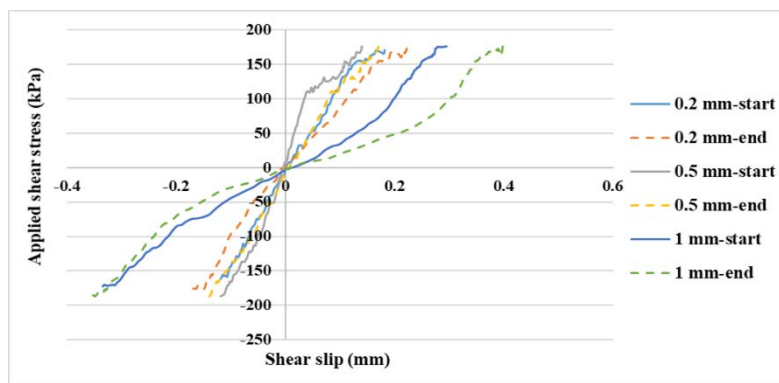 200
150
100
50
0
-50
-100
-150
-200
-250
-0.4 -0.2 0 0.2 0.4 0.6
Applied shear stress (kPa)
Shear slip (mm)
0.2 mm-start
0.2 mm-end
0.5 mm-start
0.5 mm-end
1 mm-start
1 mm-end